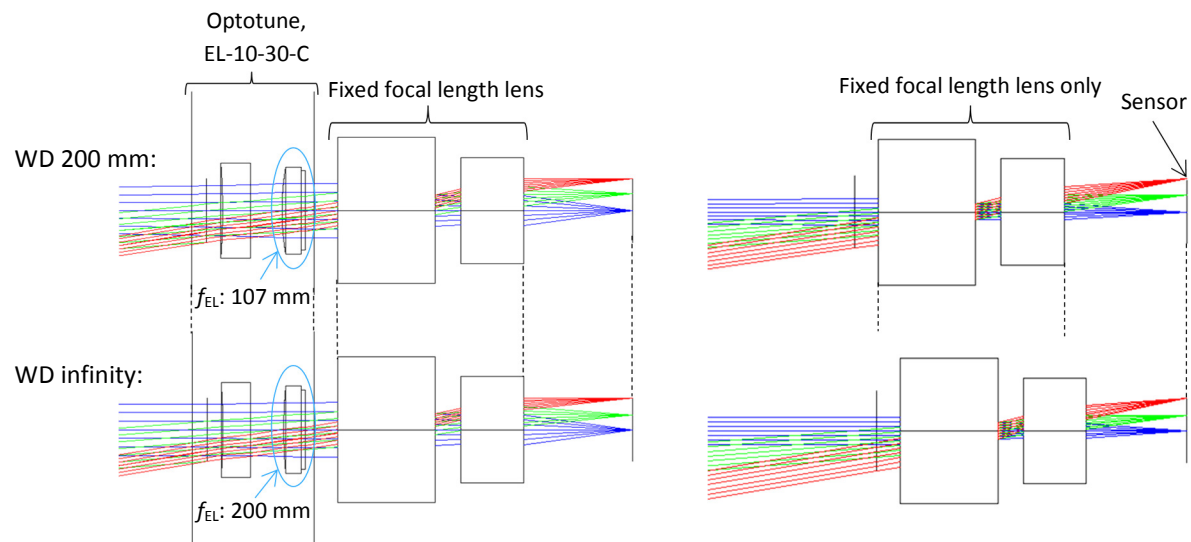 Optotune,
EL-10-30-C
Fixed focal length lens
Fixed focal length lens only
Sensor
WD 200 mm:
fEL: 107 mm
WD infinity:
fEL: 200 mm